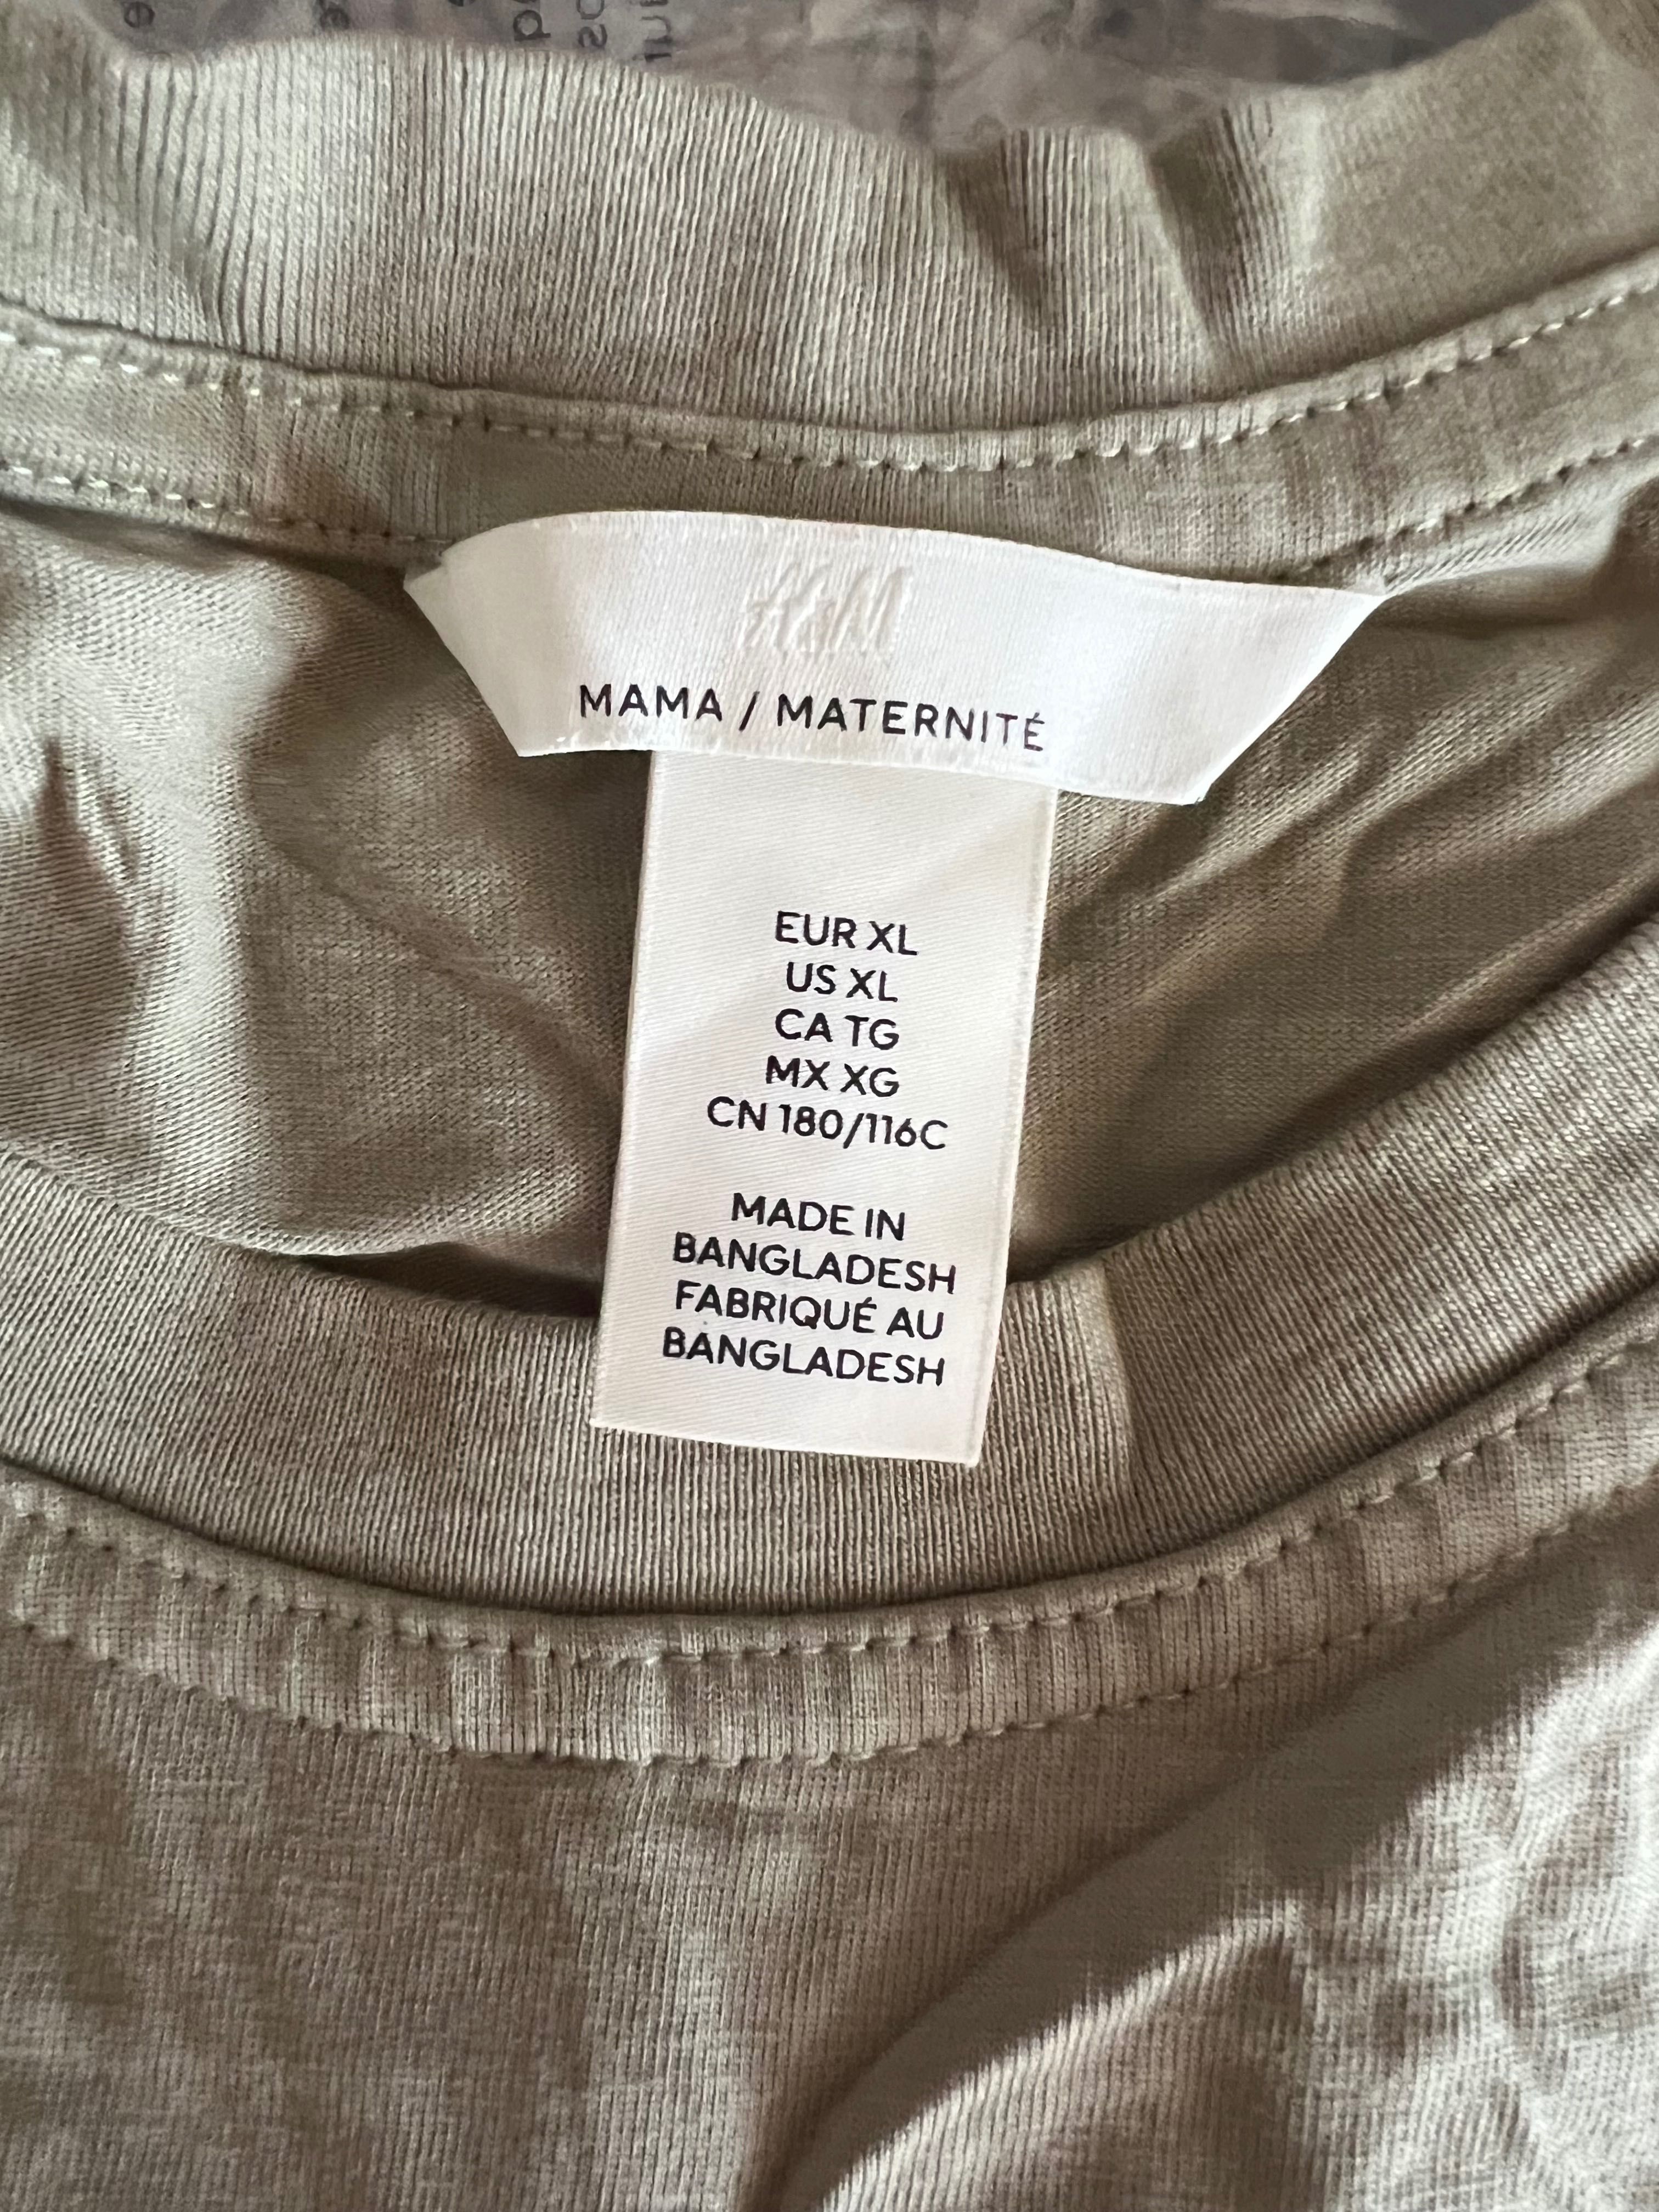 H&M
MAMA / MATERNITÉ
EUR XL
US XL
CA TG
MX XG
CN 180/116C
MADE IN
BANGLADESH
FABRIQUÉ AU
BANGLADESH